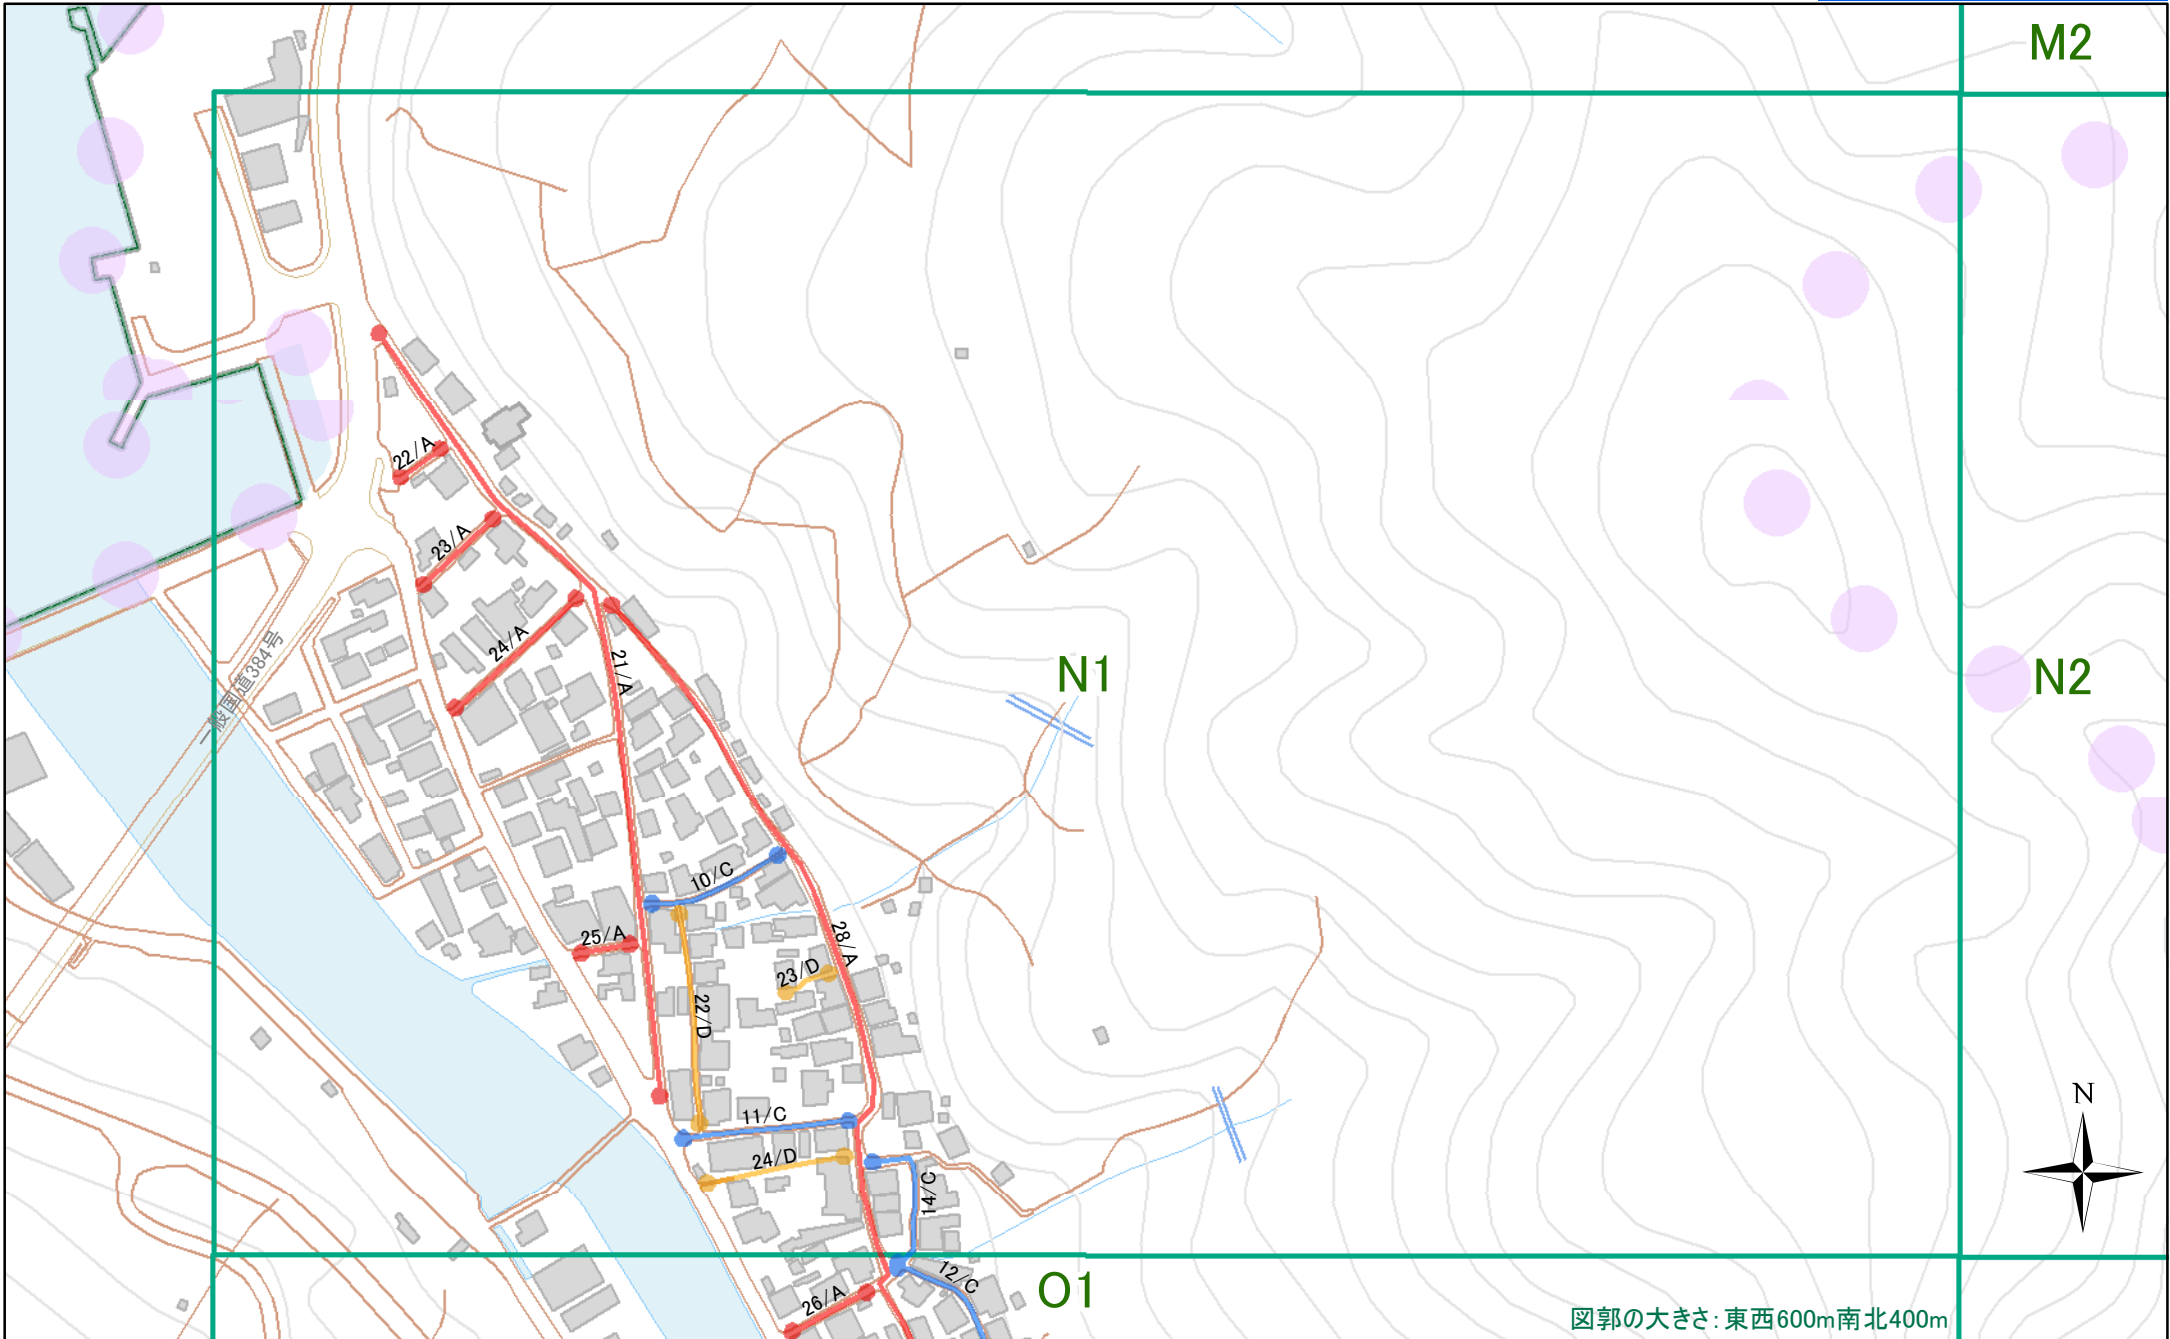 M2
22/A
23/A
24/A
21/A
一般国道384号
N1
N2
10/C
25/A
28/A
23/D
22/D
11/C
24/D
14/C
N
12/C
O1
26/A
図郭の大きさ：東西600m南北400m